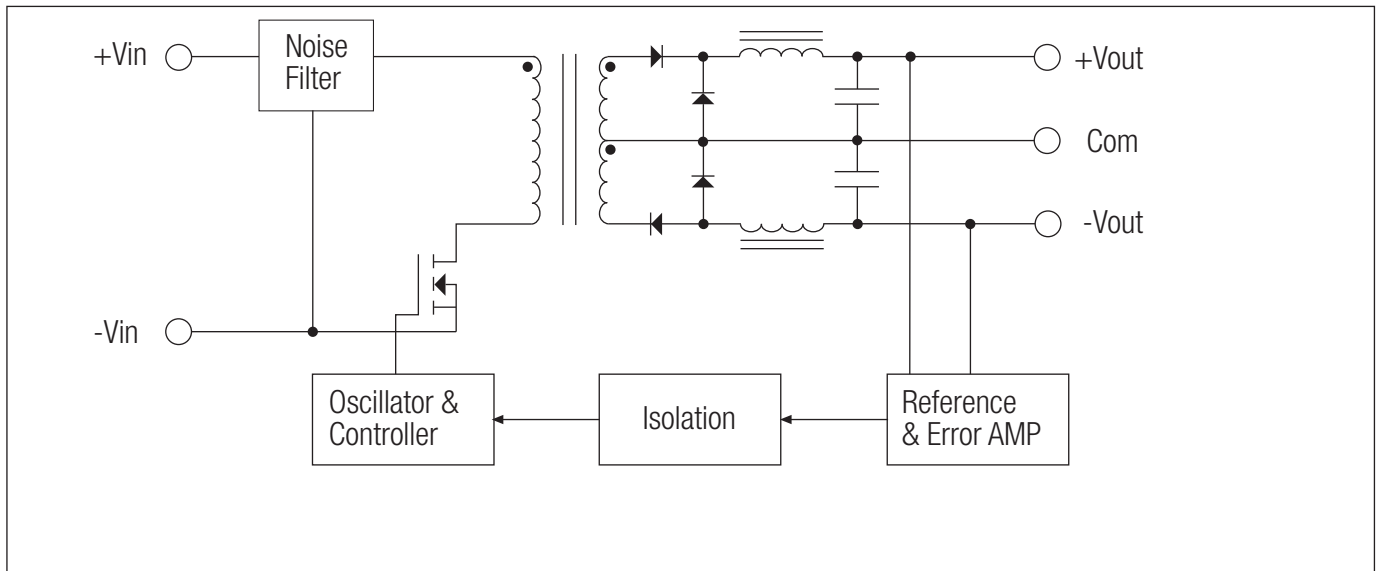 +Vin
Noise
Filter
+Vout
Com
-Vout
-Vin
Oscillator &
Controller
Isolation
Reference
& Error AMP